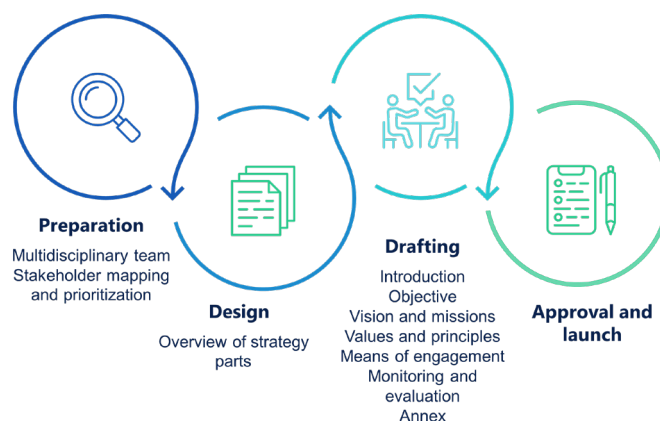 Preparation
Multidisciplinary team
Stakeholder mapping
and prioritization
Design
Overview of strategy
parts
Drafting
Introduction
Objective
Vision and missions
Values and principles
Means of engagement
Monitoring and
evaluation
Annex
Approval and
launch